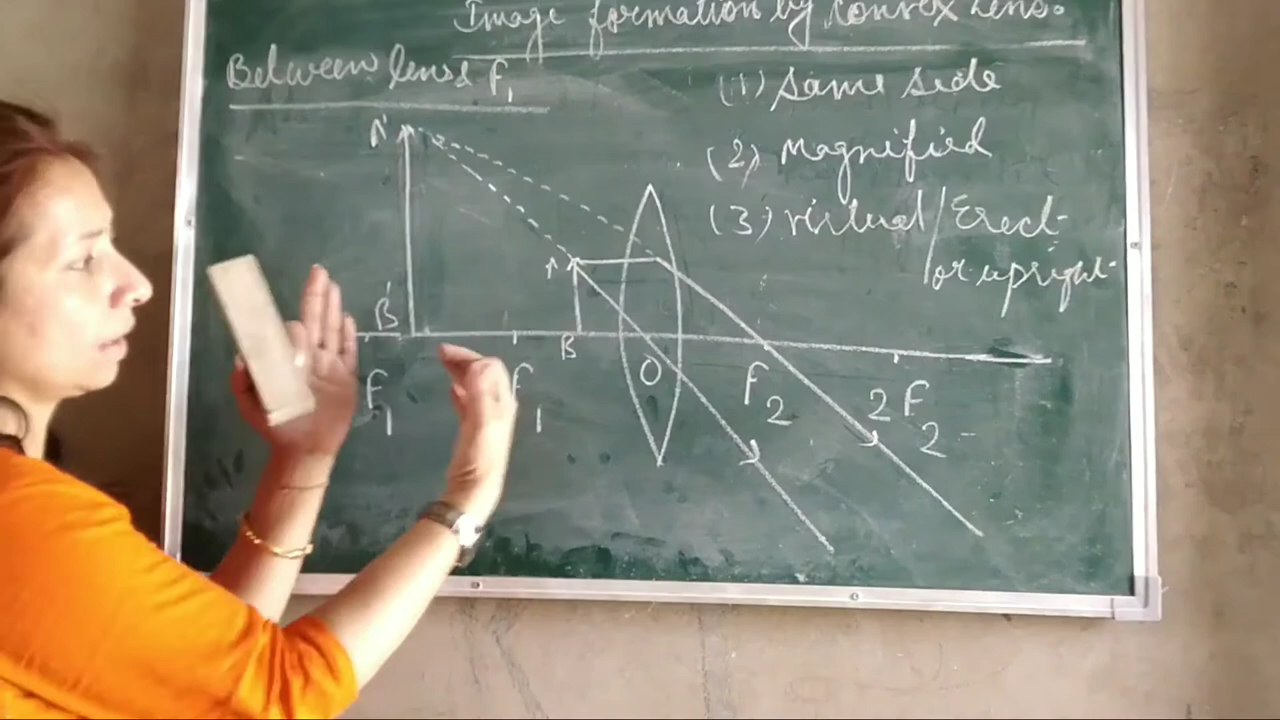 Image formation by convex lens.
Between lens & F1
(1) Same side
(2) Magnified
(3) virtual/Erect
or upright
A'
B'
B
O
F1
F1
F2
2F2